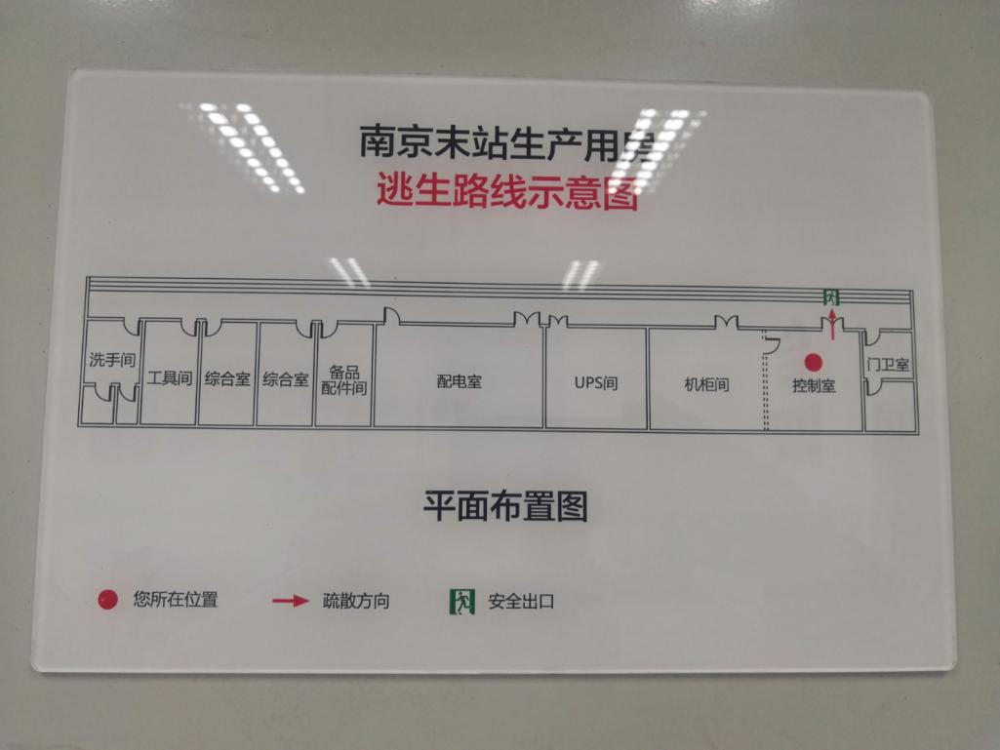 南京末站生产用房
逃生路线示意图
洗手间
工具间
综合室
综合室
备品
配件间
配电室
UPS间
机柜间
控制室
门卫室
平面布置图
您所在位置
疏散方向
安全出口